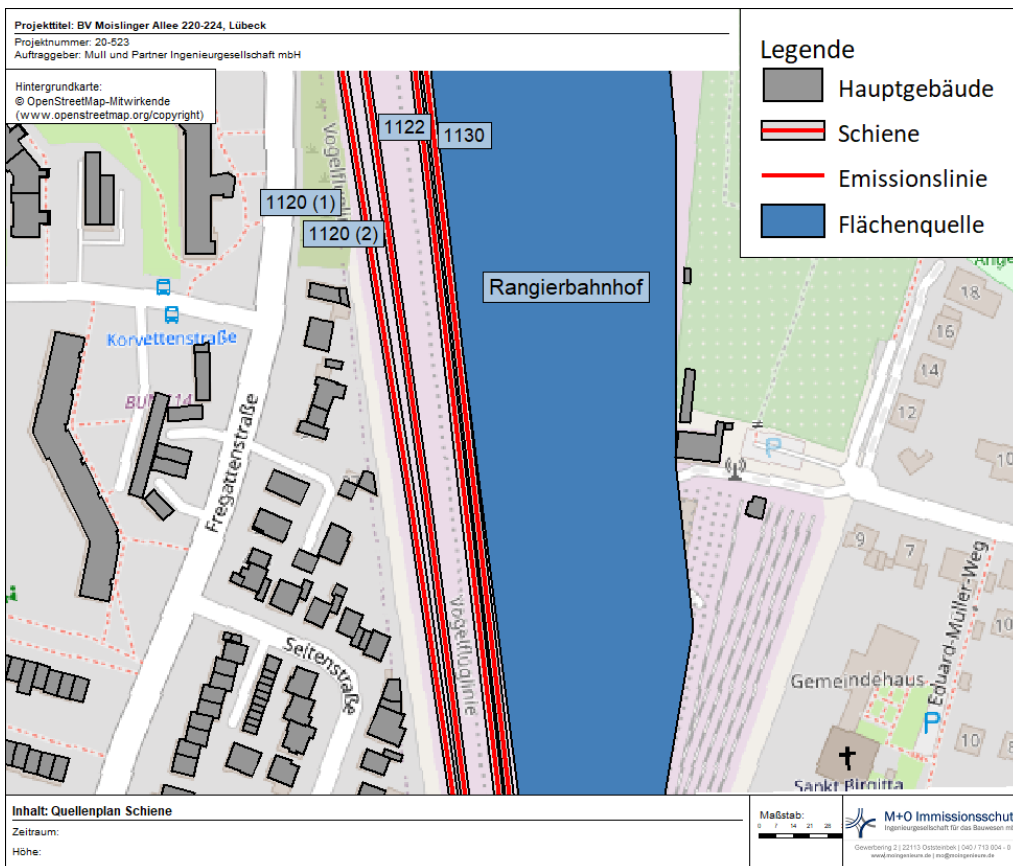 Projekttitel: BV Moislinger Allee 220-224, Lübeck
Projektnummer: 20-523
Auftraggeber: Mull und Partner Ingenieurgesellschaft mbH
Hintergrundkarte:
© OpenStreetMap-Mitwirkende
(www.openstreetmap.org/copyright)
Legende
Hauptgebäude
Schiene
Emissionslinie
Flächenquelle
1122
1130
1120 (1)
1120 (2)
Rangierbahnhof
Korvettenstraße
Fregattenstraße
Seitenstraße
Vogelfluglinie
18
16
14
12
10
9
7
10
10
8
P
Eduard-Müller-Weg
Gemeindehaus
P
Sankt Birgitta
Inhalt: Quellenplan Schiene
Zeitraum:
Höhe:
Maßstab:
0 7 14 21 28
M+O Immissionsschut
Ingenieurgesellschaft für das Bauwesen m
Gewerbering 2 | 22113 Oststeinbek | 040 / 713 004 - 0
www.moingenieure.de | mo@moingenieure.de